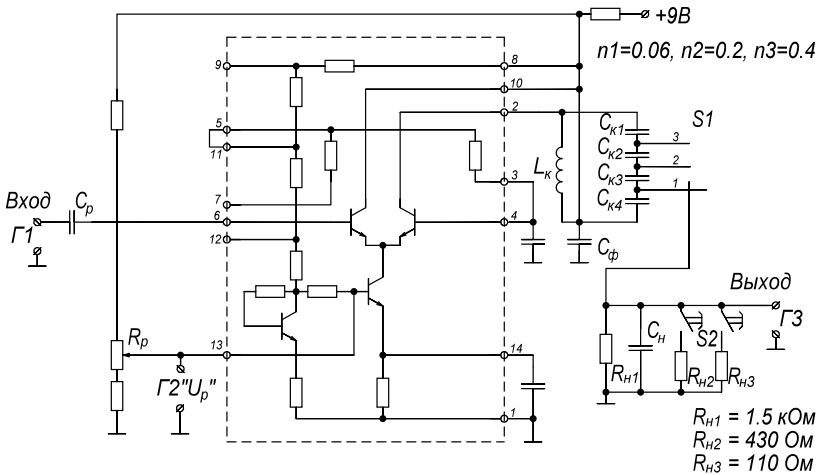 +9В
n1=0.06, n2=0.2, n3=0.4
9
8
10
2
5
11
3
7
6
4
12
13
14
1
Вход
Г1
Cр
Rр
Г2"Uр"
Lк
Cк1
Cк2
Cк3
Cк4
S1
3
2
1
Cф
Выход
Г3
S2
Cн
Rн1
Rн2
Rн3
Rн1 = 1.5 кОм
Rн2 = 430 Ом
Rн3 = 110 Ом